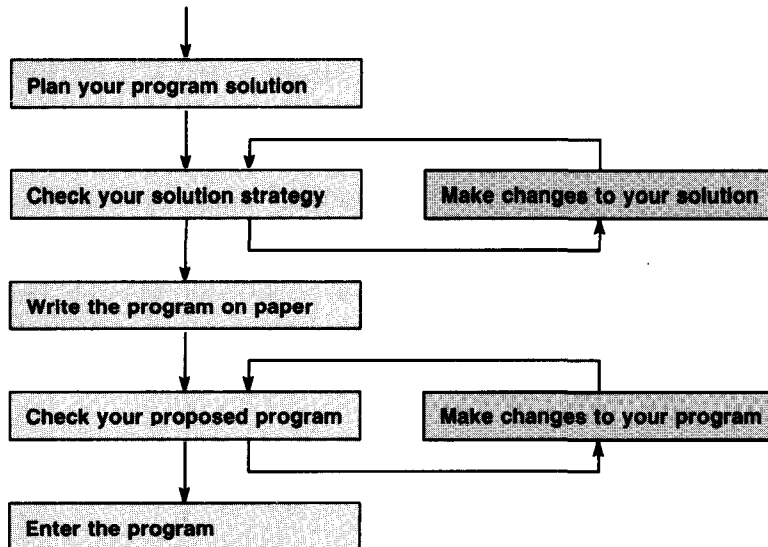 Plan your program solution
Check your solution strategy
Make changes to your solution
Write the program on paper
Check your proposed program
Make changes to your program
Enter the program